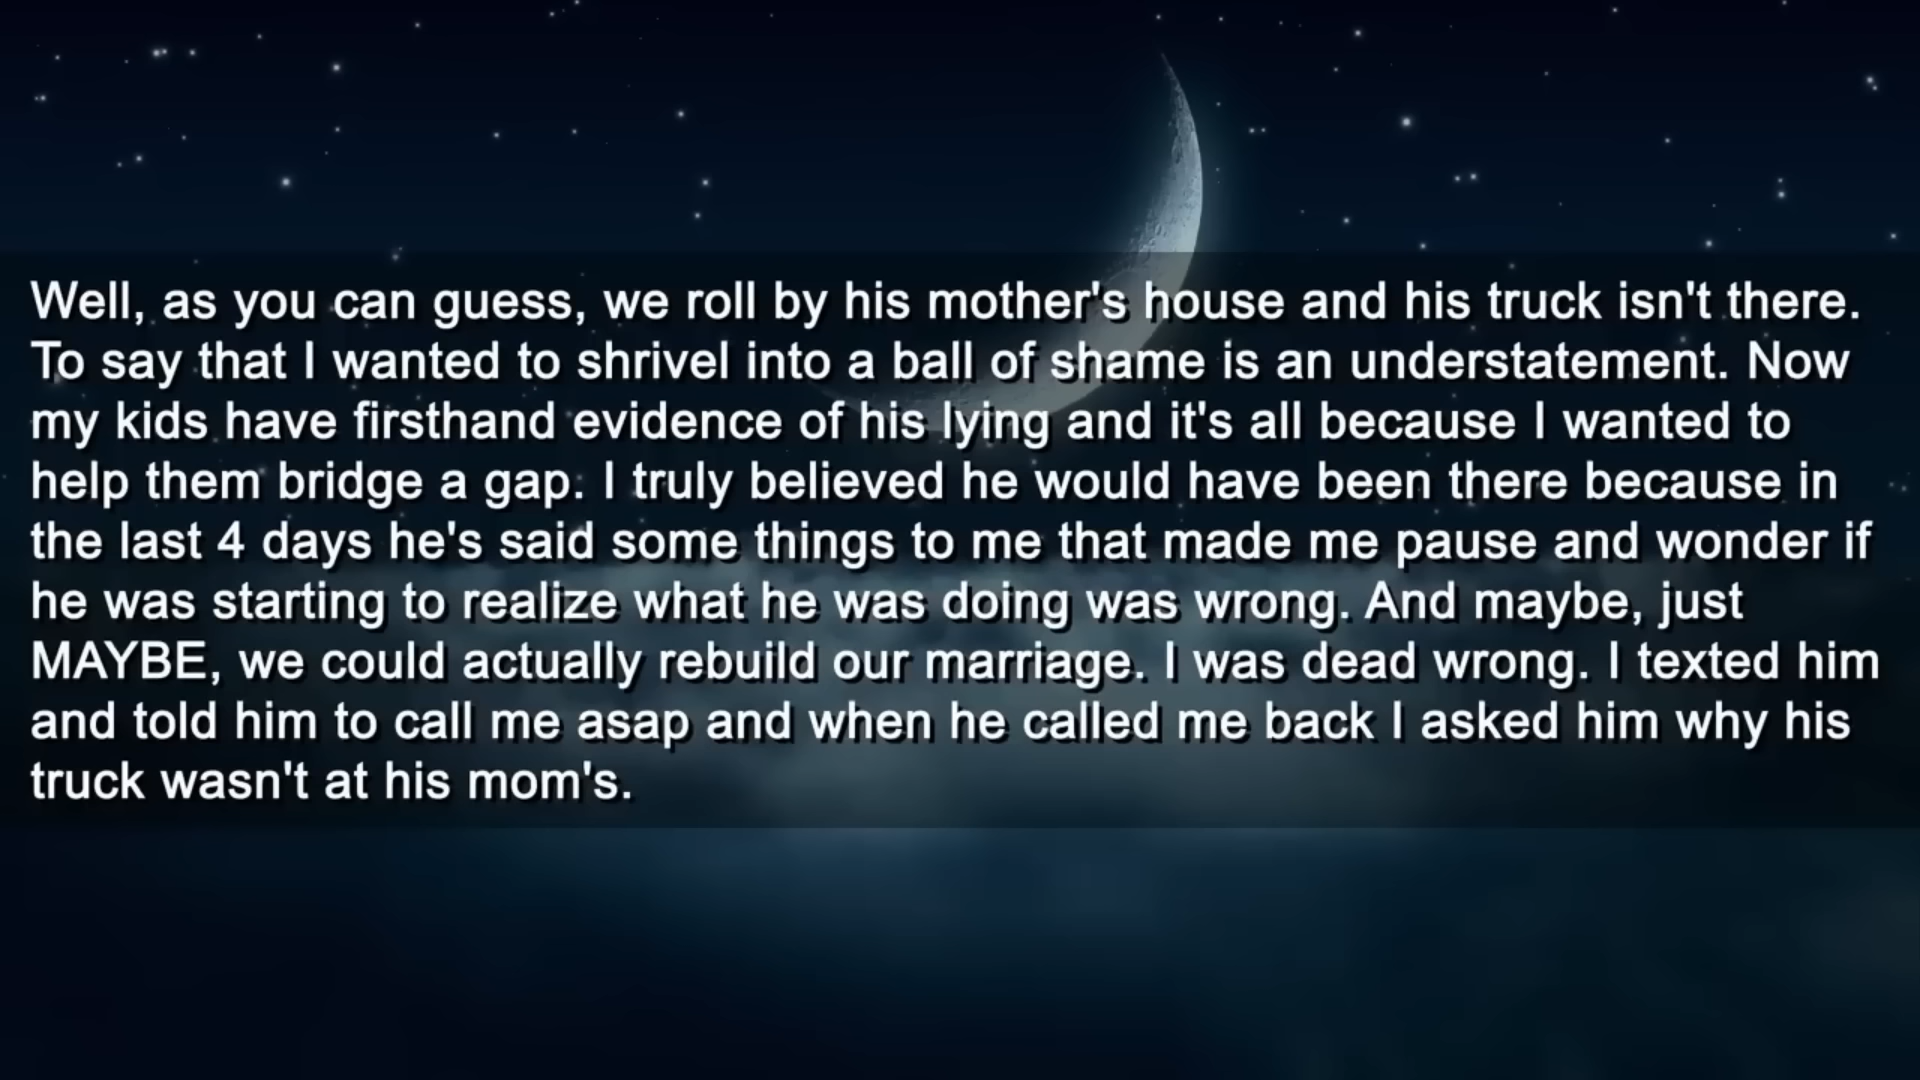 Well, as you can guess, we roll by his mother's house and his truck isn't there.
To say that I wanted to shrivel into a ball of shame is an understatement. Now
my kids have firsthand evidence of his lying and it's all because I wanted to
help them bridge a gap. I truly believed he would have been there because in
the last 4 days he's said some things to me that made me pause and wonder if
he was starting to realize what he was doing was wrong. And maybe, just
MAYBE, we could actually rebuild our marriage. I was dead wrong. I texted him
and told him to call me asap and when he called me back I asked him why his
truck wasn't at his mom's.